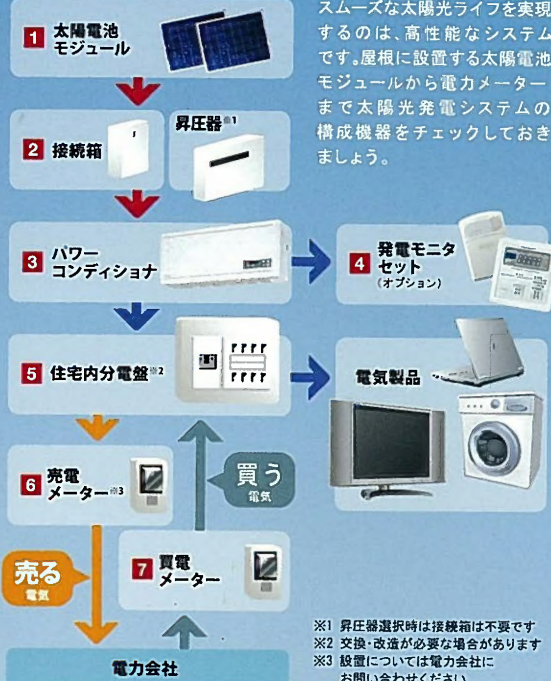 スムーズな太陽光ライフを実現
するのは、高性能なシステム
です。屋根に設置する太陽電池
モジュールから電力メーター
まで太陽光発電システムの
構成機器をチェックしておき
ましょう。
1 太陽電池
モジュール
2 接続箱
昇圧器※1
3 パワー
コンディショナ
4 発電モニタ
セット
(オプション)
5 住宅内分電盤※2
電気製品
6 売電
メーター※3
買う
電気
売る
電気
7 買電
メーター
電力会社
※1 昇圧器選択時は接続箱は不要です
※2 交換・改造が必要な場合があります
※3 設置については電力会社に
お問い合わせください